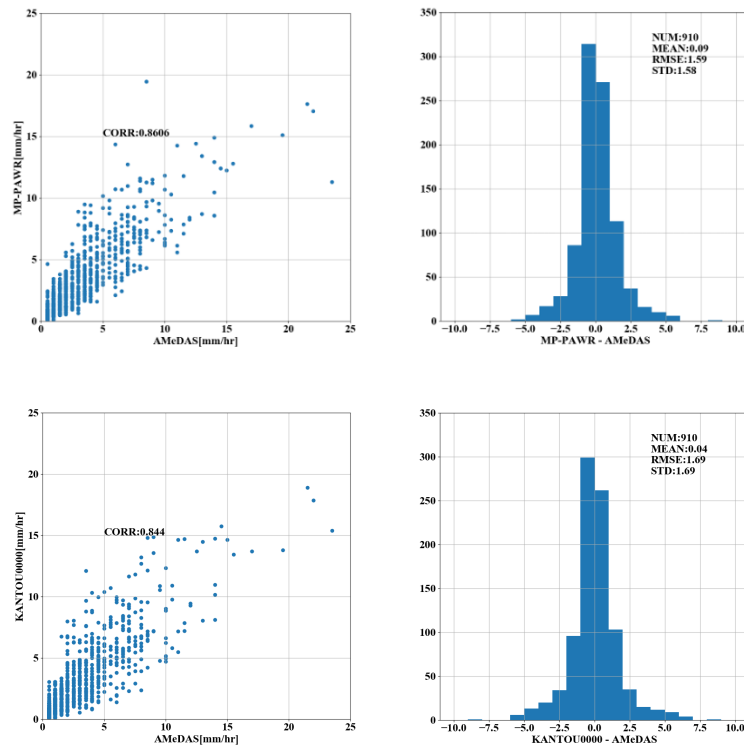 25
20
15
10
5
0
0
5
10
15
20
25
MP-PAWR[mm/hr]
CORR:0.8606
AMeDAS[mm/hr]
350
300
250
200
150
100
50
0
−10.0 −7.5 −5.0 −2.5 0.0 2.5 5.0 7.5 10.0
NUM:910
MEAN:0.09
RMSE:1.59
STD:1.58
MP-PAWR - AMeDAS
25
20
15
10
5
0
0
5
10
15
20
25
KANTOU0000[mm/hr]
CORR:0.844
AMeDAS[mm/hr]
350
300
250
200
150
100
50
0
−10.0 −7.5 −5.0 −2.5 0.0 2.5 5.0 7.5 10.0
NUM:910
MEAN:0.04
RMSE:1.69
STD:1.69
KANTOU0000 - AMeDAS